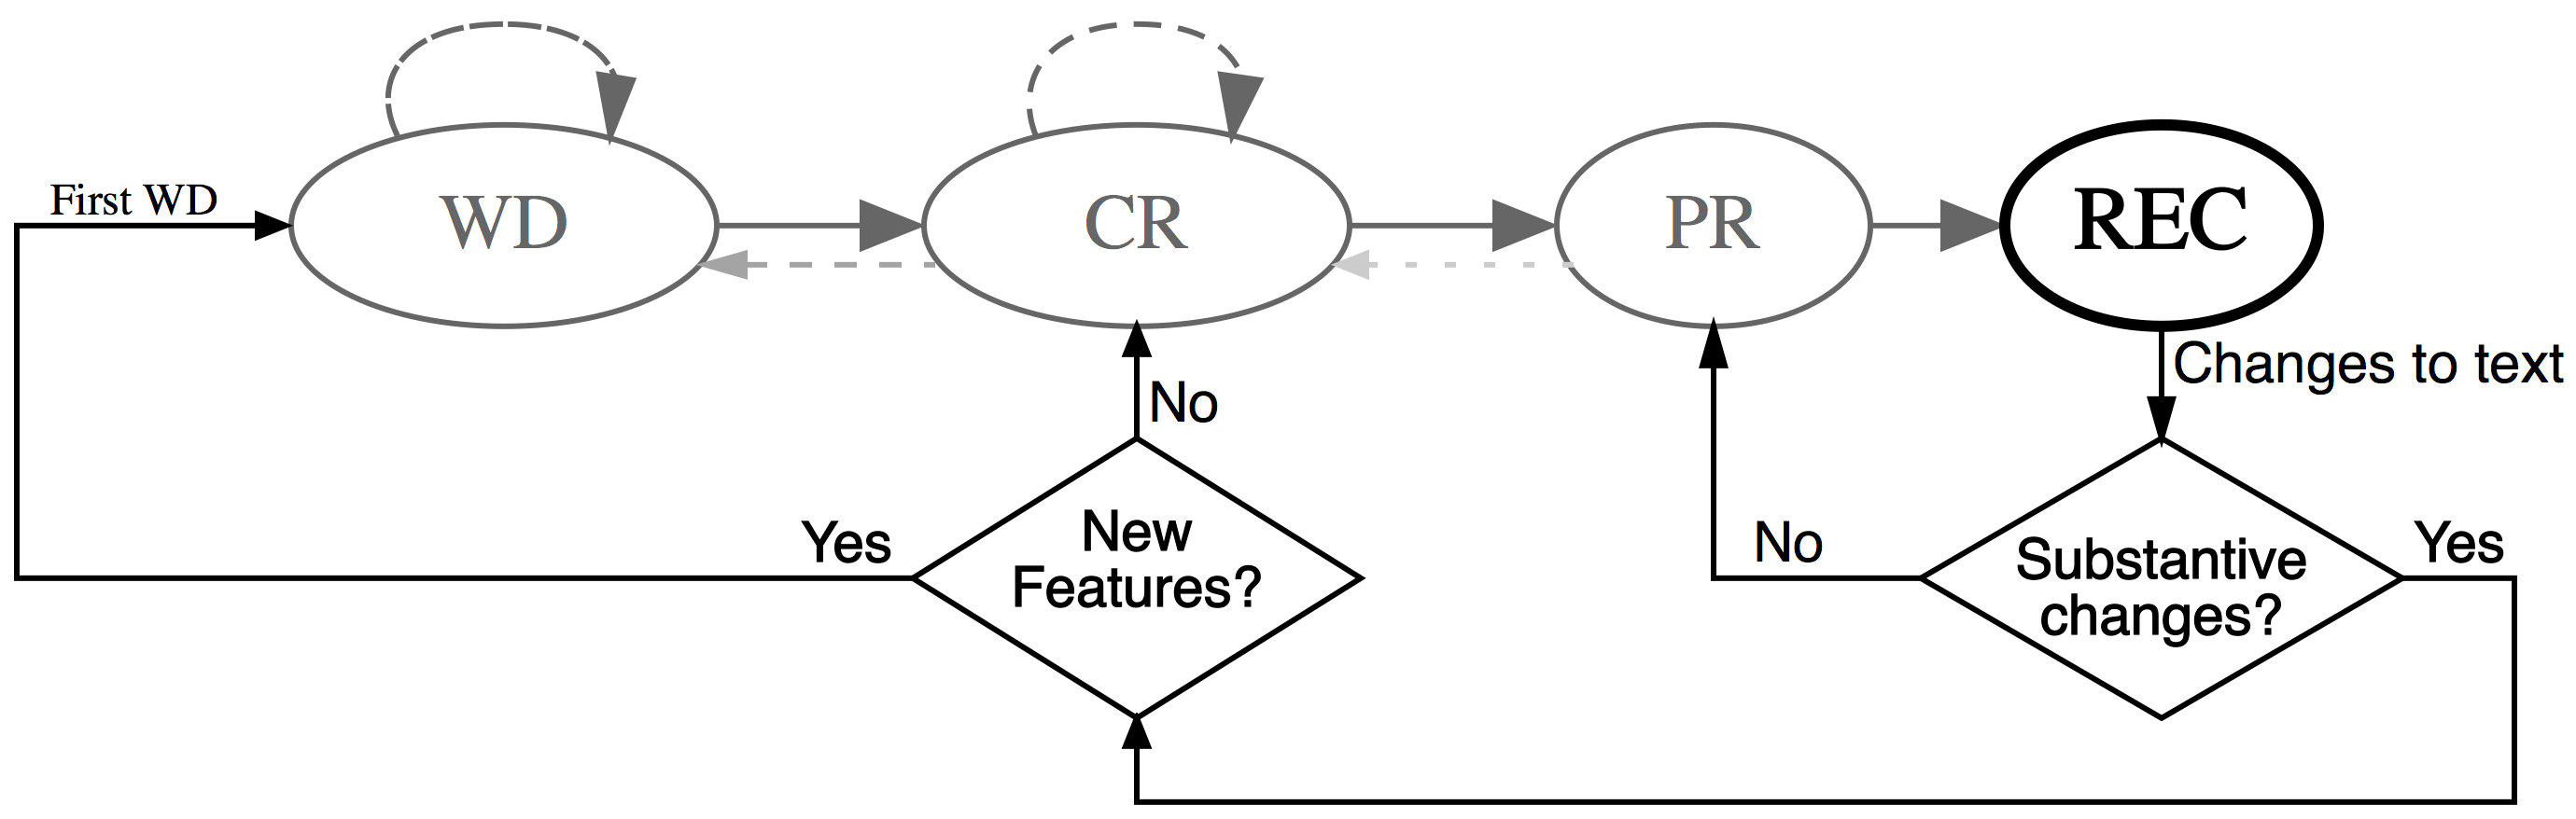 First WD
WD
CR
PR
REC
Changes to text
No
New
Features?
Yes
No
Substantive
changes?
Yes